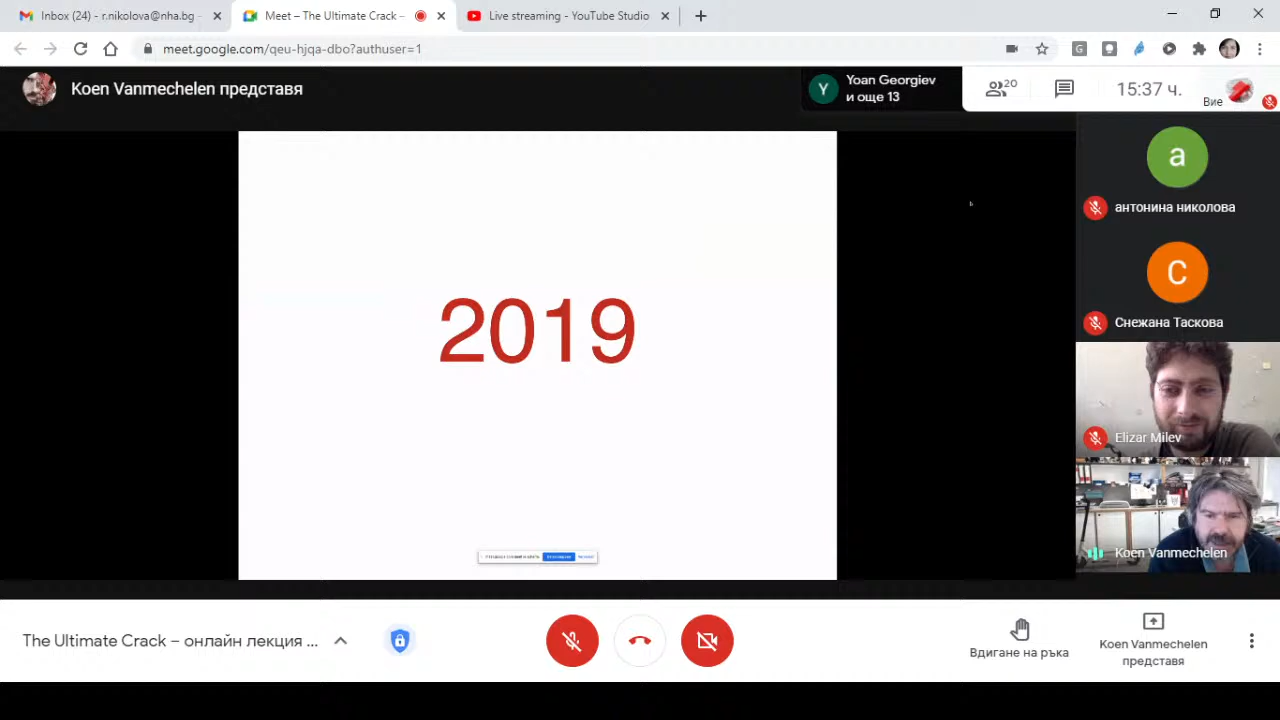 Inbox (24) - r.nikolova@nha.bg -
Meet – The Ultimate Crack –
Live streaming - YouTube Studio
meet.google.com/qeu-hjqa-dbo?authuser=1
Koen Vanmechelen представя
Y
Yoan Georgiev
и още 13
20
15:37 ч.
Вие
2019
а
антонина николова
С
Снежана Таскова
Elizar Milev
Koen Vanmechelen
The Ultimate Crack – онлайн лекция ...
Вдигане на ръка
Koen Vanmechelen
представя